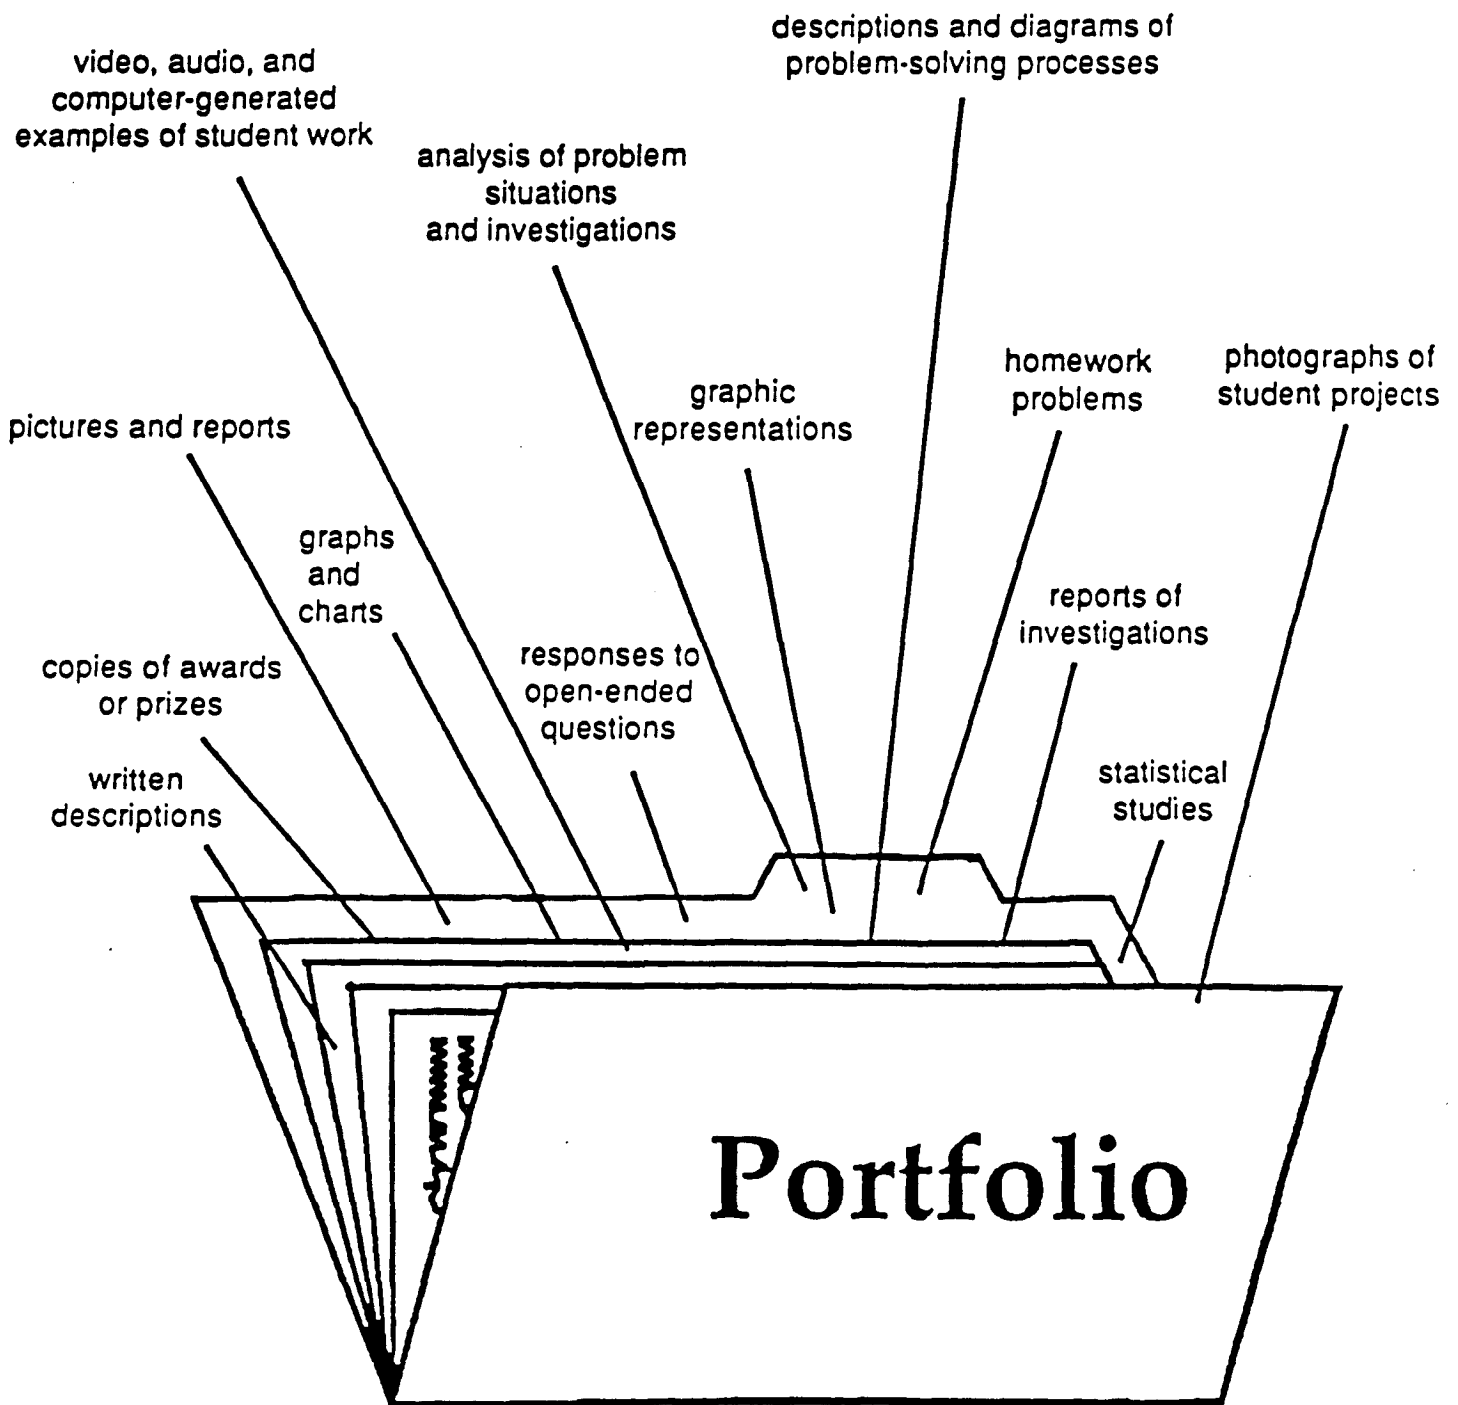 descriptions and diagrams of
problem-solving processes
video, audio, and
computer-generated
examples of student work
analysis of problem
situations
and investigations
homework
problems
photographs of
student projects
graphic
representations
pictures and reports
graphs
and
charts
reports of
investigations
responses to
open-ended
questions
copies of awards
or prizes
statistical
studies
written
descriptions
Portfolio